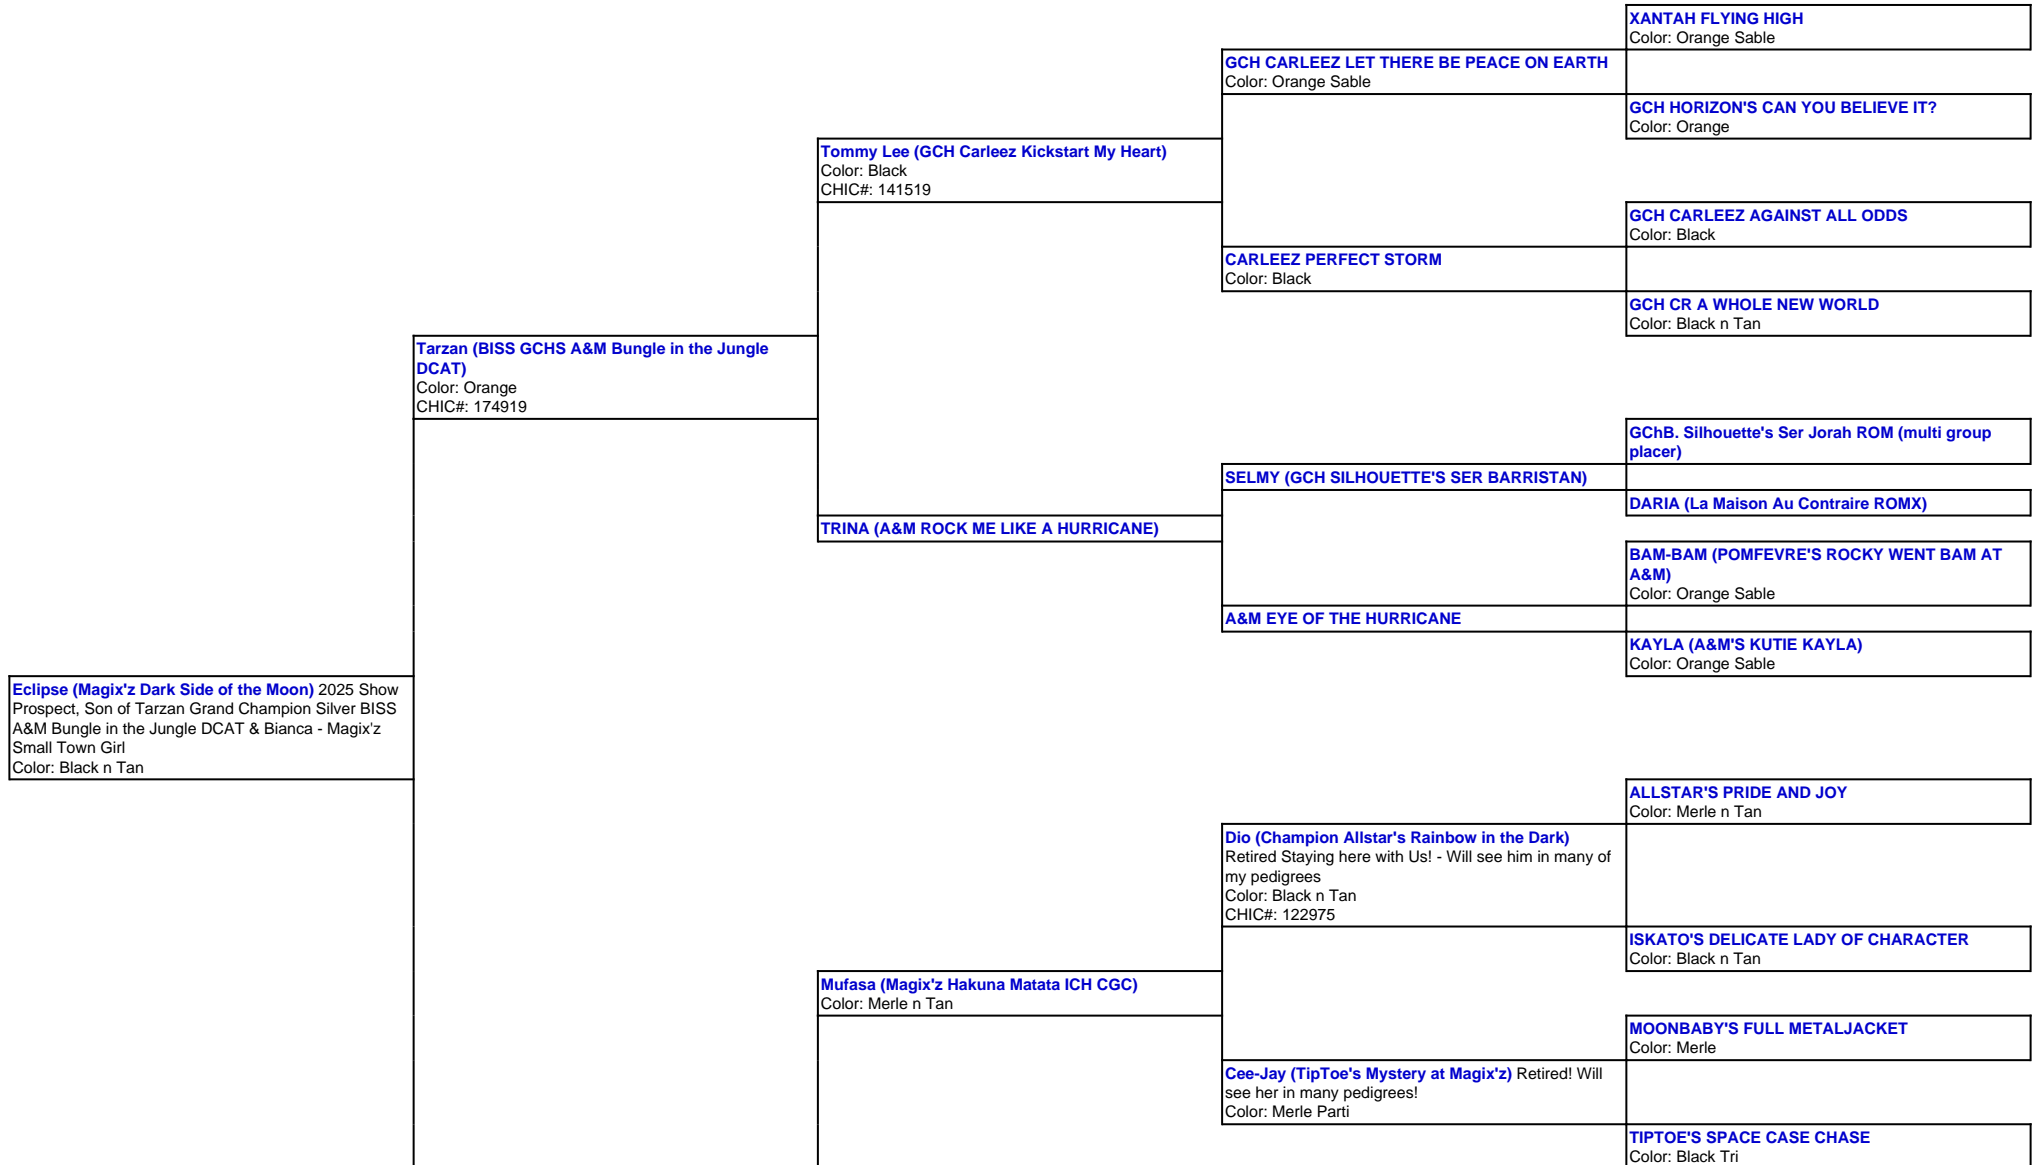 XANTAH FLYING HIGH
Color: Orange Sable
GCH CARLEEZ LET THERE BE PEACE ON EARTH
Color: Orange Sable
GCH HORIZON'S CAN YOU BELIEVE IT?
Color: Orange
Tommy Lee (GCH Carleez Kickstart My Heart)
Color: Black
CHIC#: 141519
GCH CARLEEZ AGAINST ALL ODDS
Color: Black
CARLEEZ PERFECT STORM
Color: Black
GCH CR A WHOLE NEW WORLD
Color: Black n Tan
Tarzan (BISS GCHS A&M Bungle in the Jungle
DCAT)
Color: Orange
CHIC#: 174919
GChB. Silhouette's Ser Jorah ROM (multi group
placer)
SELMY (GCH SILHOUETTE'S SER BARRISTAN)
DARIA (La Maison Au Contraire ROMX)
TRINA (A&M ROCK ME LIKE A HURRICANE)
BAM-BAM (POMFEVRE'S ROCKY WENT BAM AT
A&M)
Color: Orange Sable
A&M EYE OF THE HURRICANE
KAYLA (A&M'S KUTIE KAYLA)
Color: Orange Sable
Eclipse (Magix'z Dark Side of the Moon) 2025 Show
Prospect, Son of Tarzan Grand Champion Silver BISS
A&M Bungle in the Jungle DCAT & Bianca - Magix'z
Small Town Girl
Color: Black n Tan
ALLSTAR'S PRIDE AND JOY
Color: Merle n Tan
Dio (Champion Allstar's Rainbow in the Dark)
Retired Staying here with Us! - Will see him in many of
my pedigrees
Color: Black n Tan
CHIC#: 122975
ISKATO'S DELICATE LADY OF CHARACTER
Color: Black n Tan
Mufasa (Magix'z Hakuna Matata ICH CGC)
Color: Merle n Tan
MOONBABY'S FULL METALJACKET
Color: Merle
Cee-Jay (TipToe's Mystery at Magix'z) Retired! Will
see her in many pedigrees!
Color: Merle Parti
TIPTOE'S SPACE CASE CHASE
Color: Black Tri